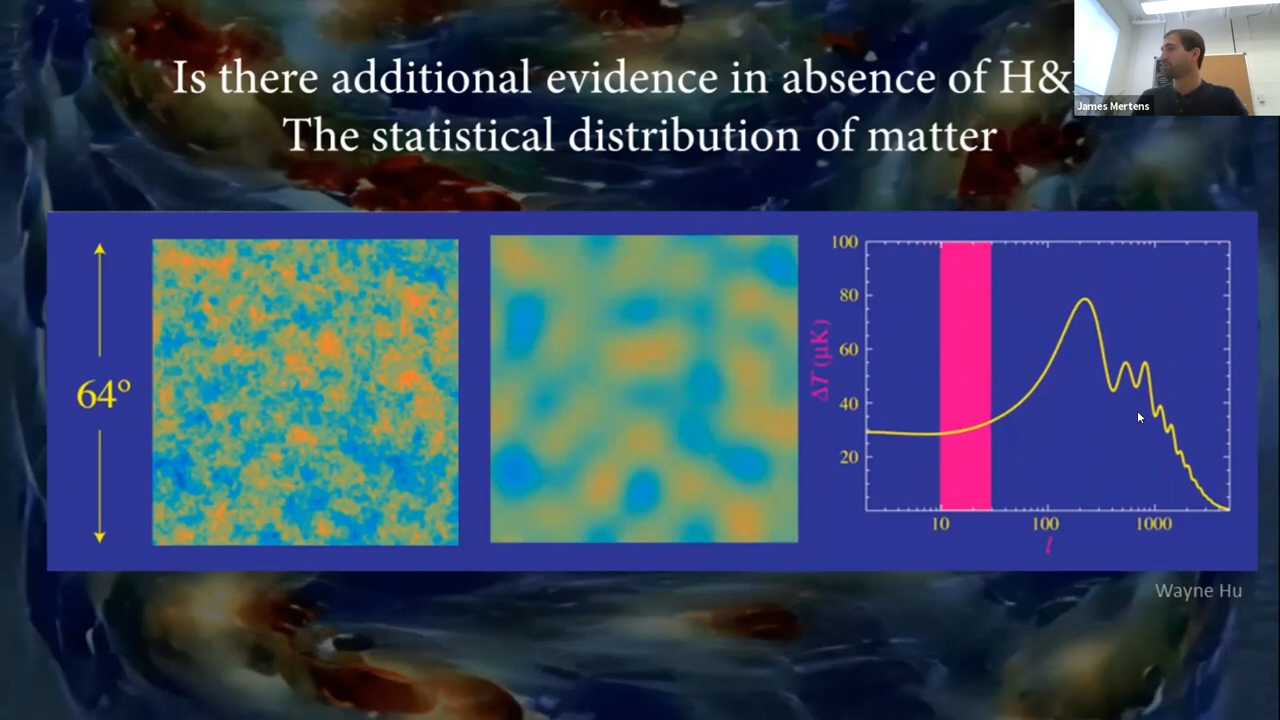 Is there additional evidence in absence of H&
The statistical distribution of matter
James Mertens
64°
ΔT (μK)
100
80
60
40
20
10
100
1000
l
Wayne Hu